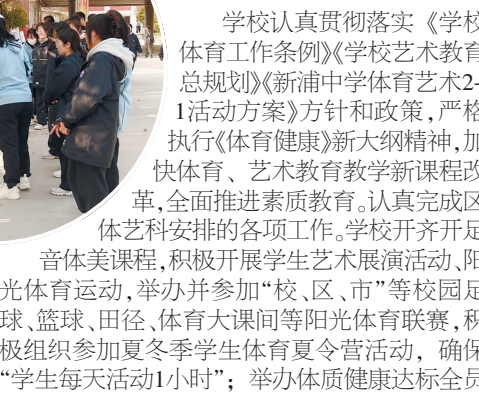 学校认真贯彻落实《学校
体育工作条例》《学校艺术教育
总规划》《新浦中学体育艺术2-
1活动方案》方针和政策,严格
执行《体育健康》新大纲精神,加
快体育、艺术教育教学新课程改
革,全面推进素质教育。认真完成区
体艺科安排的各项工作。学校开齐开足
音体美课程,积极开展学生艺术展演活动、阳
光体育运动,举办并参加“校、区、市”等校园足
球、篮球、田径、体育大课间等阳光体育联赛,积
极组织参加夏冬季学生体育夏令营活动，确保
“学生每天活动1小时”；举办体质健康达标全员